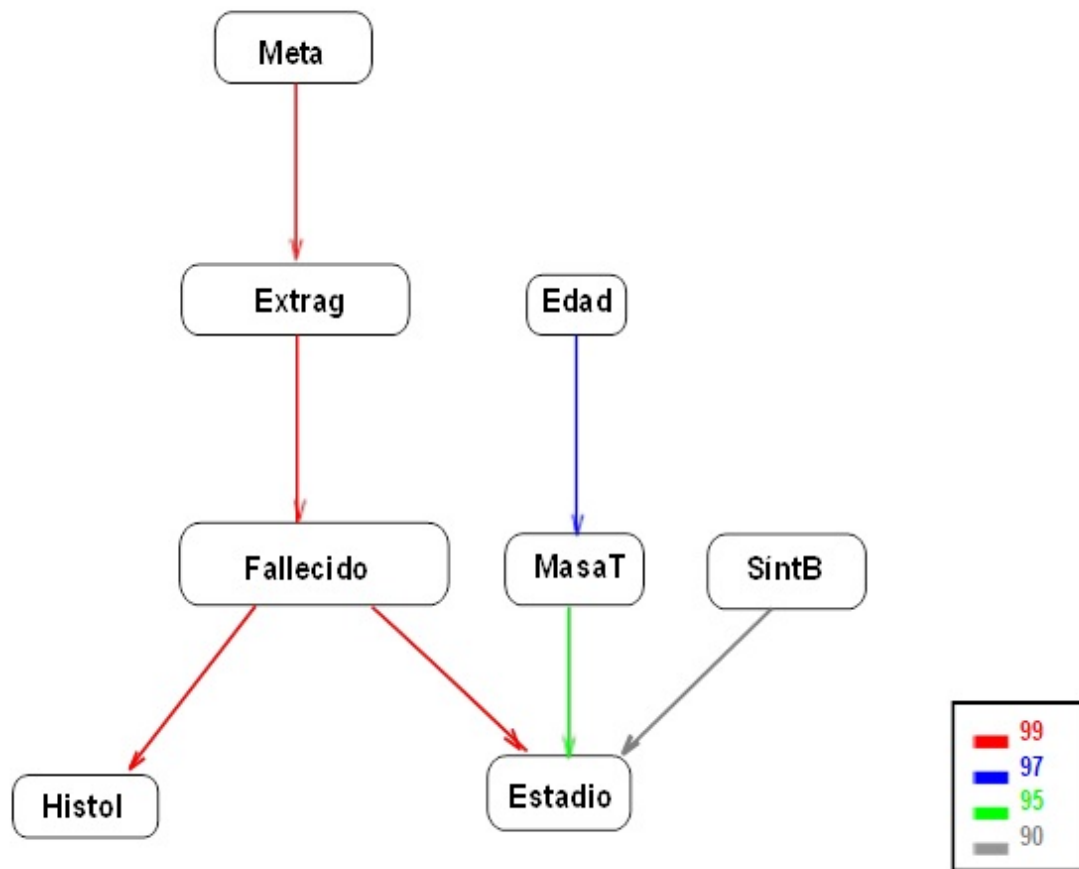 Meta
Extrag
Edad
Fallecido
MasaT
SíntB
Histol
Estadio
99
97
95
90